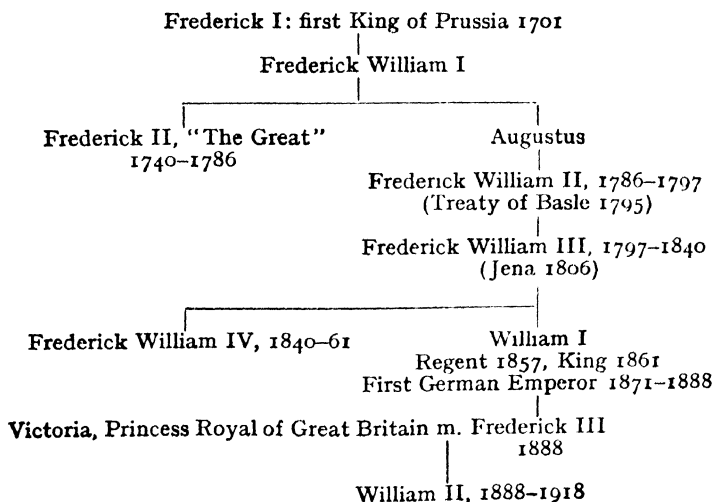 Frederick I: first King of Prussia 1701
Frederick William I
Frederick II, "The Great"
1740–1786
Augustus
Frederick William II, 1786–1797
(Treaty of Basle 1795)
Frederick William III, 1797–1840
(Jena 1806)
Frederick William IV, 1840–61
William I
Regent 1857, King 1861
First German Emperor 1871–1888
Victoria, Princess Royal of Great Britain m. Frederick III
1888
William II, 1888–1918